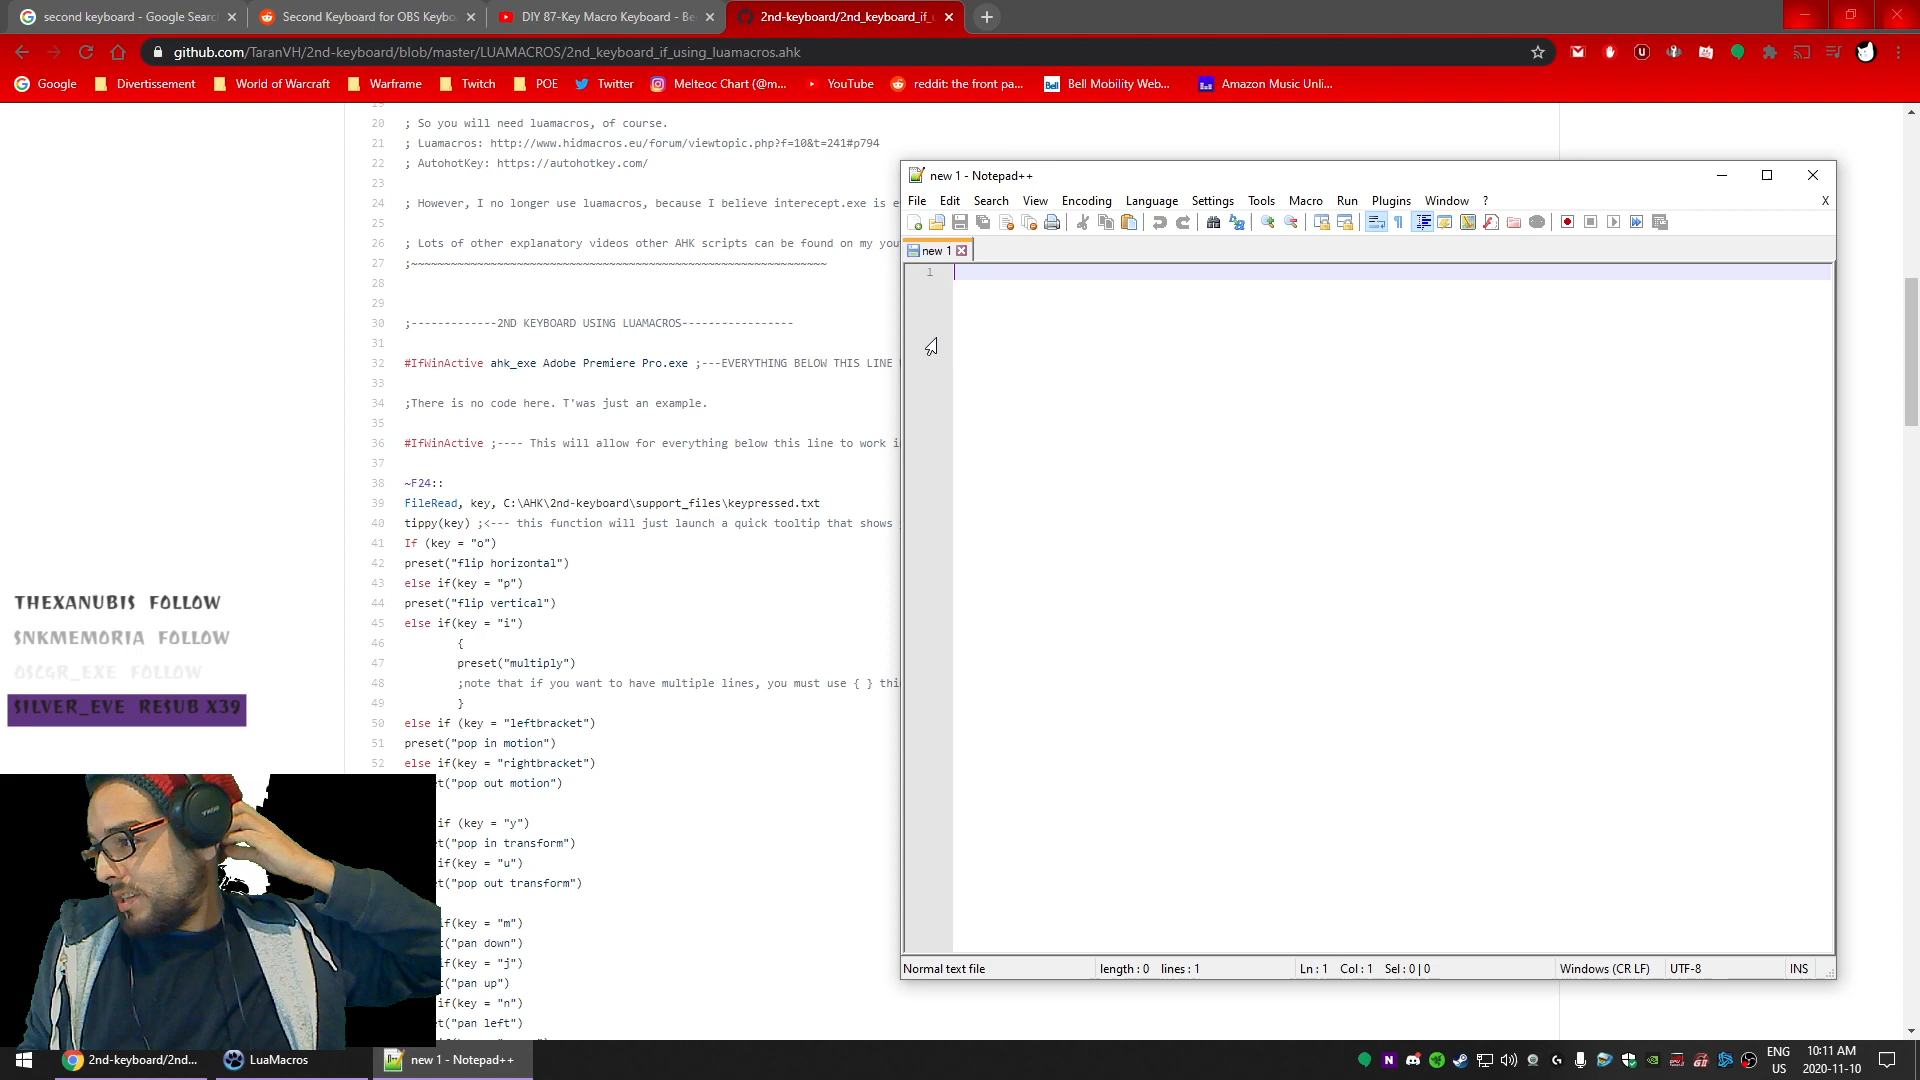 second keyboard - Google Searc
Second Keyboard for OBS Keybo
DIY 87-Key Macro Keyboard - Be
2nd-keyboard/2nd_keyboard_if_
github.com/TaranVH/2nd-keyboard/blob/master/LUAMACROS/2nd_keyboard_if_using_luamacros.ahk
Google Divertissement World of Warcraft Warframe Twitch POE Twitter Melteoc Chart (@m... YouTube reddit: the front pa... Bell Mobility Web... Amazon Music Unli...
19
20 ; So you will need luamacros, of course.
21 ; Luamacros: http://www.hidmacros.eu/forum/viewtopic.php?f=10&t=241#p794
22 ; AutohotKey: https://autohotkey.com/
23
24 ; However, I no longer use luamacros, because I believe interecept.exe is e
25
26 ; Lots of other explanatory videos other AHK scripts can be found on my you
27 ;~~~~~~~~~~~~~~~~~~~~~~~~~~~~~~~~~~~~~~~~~~~~~~~~~~~~~~~~~~~~~~~
28
29
30 ;-------------2ND KEYBOARD USING LUAMACROS-----------------
31
32 #IfWinActive ahk_exe Adobe Premiere Pro.exe ;---EVERYTHING BELOW THIS LINE
33
34 ;There is no code here. T'was just an example.
35
36 #IfWinActive ;---- This will allow for everything below this line to work i
37
38 ~F24::
39 FileRead, key, C:\AHK\2nd-keyboard\support_files\keypressed.txt
40 tippy(key) ;<--- this function will just launch a quick tooltip that shows
41 If (key = "o")
42 preset("flip horizontal")
43 else if(key = "p")
44 preset("flip vertical")
45 else if(key = "i")
46 {
47 preset("multiply")
48 ;note that if you want to have multiple lines, you must use { } thi
49 }
50 else if (key = "leftbracket")
51 preset("pop in motion")
52 else if(key = "rightbracket")
t("pop out motion")
if (key = "y")
t("pop in transform")
if(key = "u")
t("pop out transform")
if(key = "m")
t("pan down")
if(key = "j")
t("pan up")
if(key = "n")
t("pan left")
THEXANUBIS FOLLOW
SNKMEMORIA FOLLOW
OSCGR_EXE FOLLOW
SILVER_EVE RESUB X39
SONY
new 1 - Notepad++
File Edit Search View Encoding Language Settings Tools Macro Run Plugins Window ? X
new 1
1
Normal text file length : 0 lines : 1 Ln : 1 Col : 1 Sel : 0 | 0 Windows (CR LF) UTF-8 INS
2nd-keyboard/2nd... LuaMacros new 1 - Notepad++
ENG
US
10:11 AM
2020-11-10